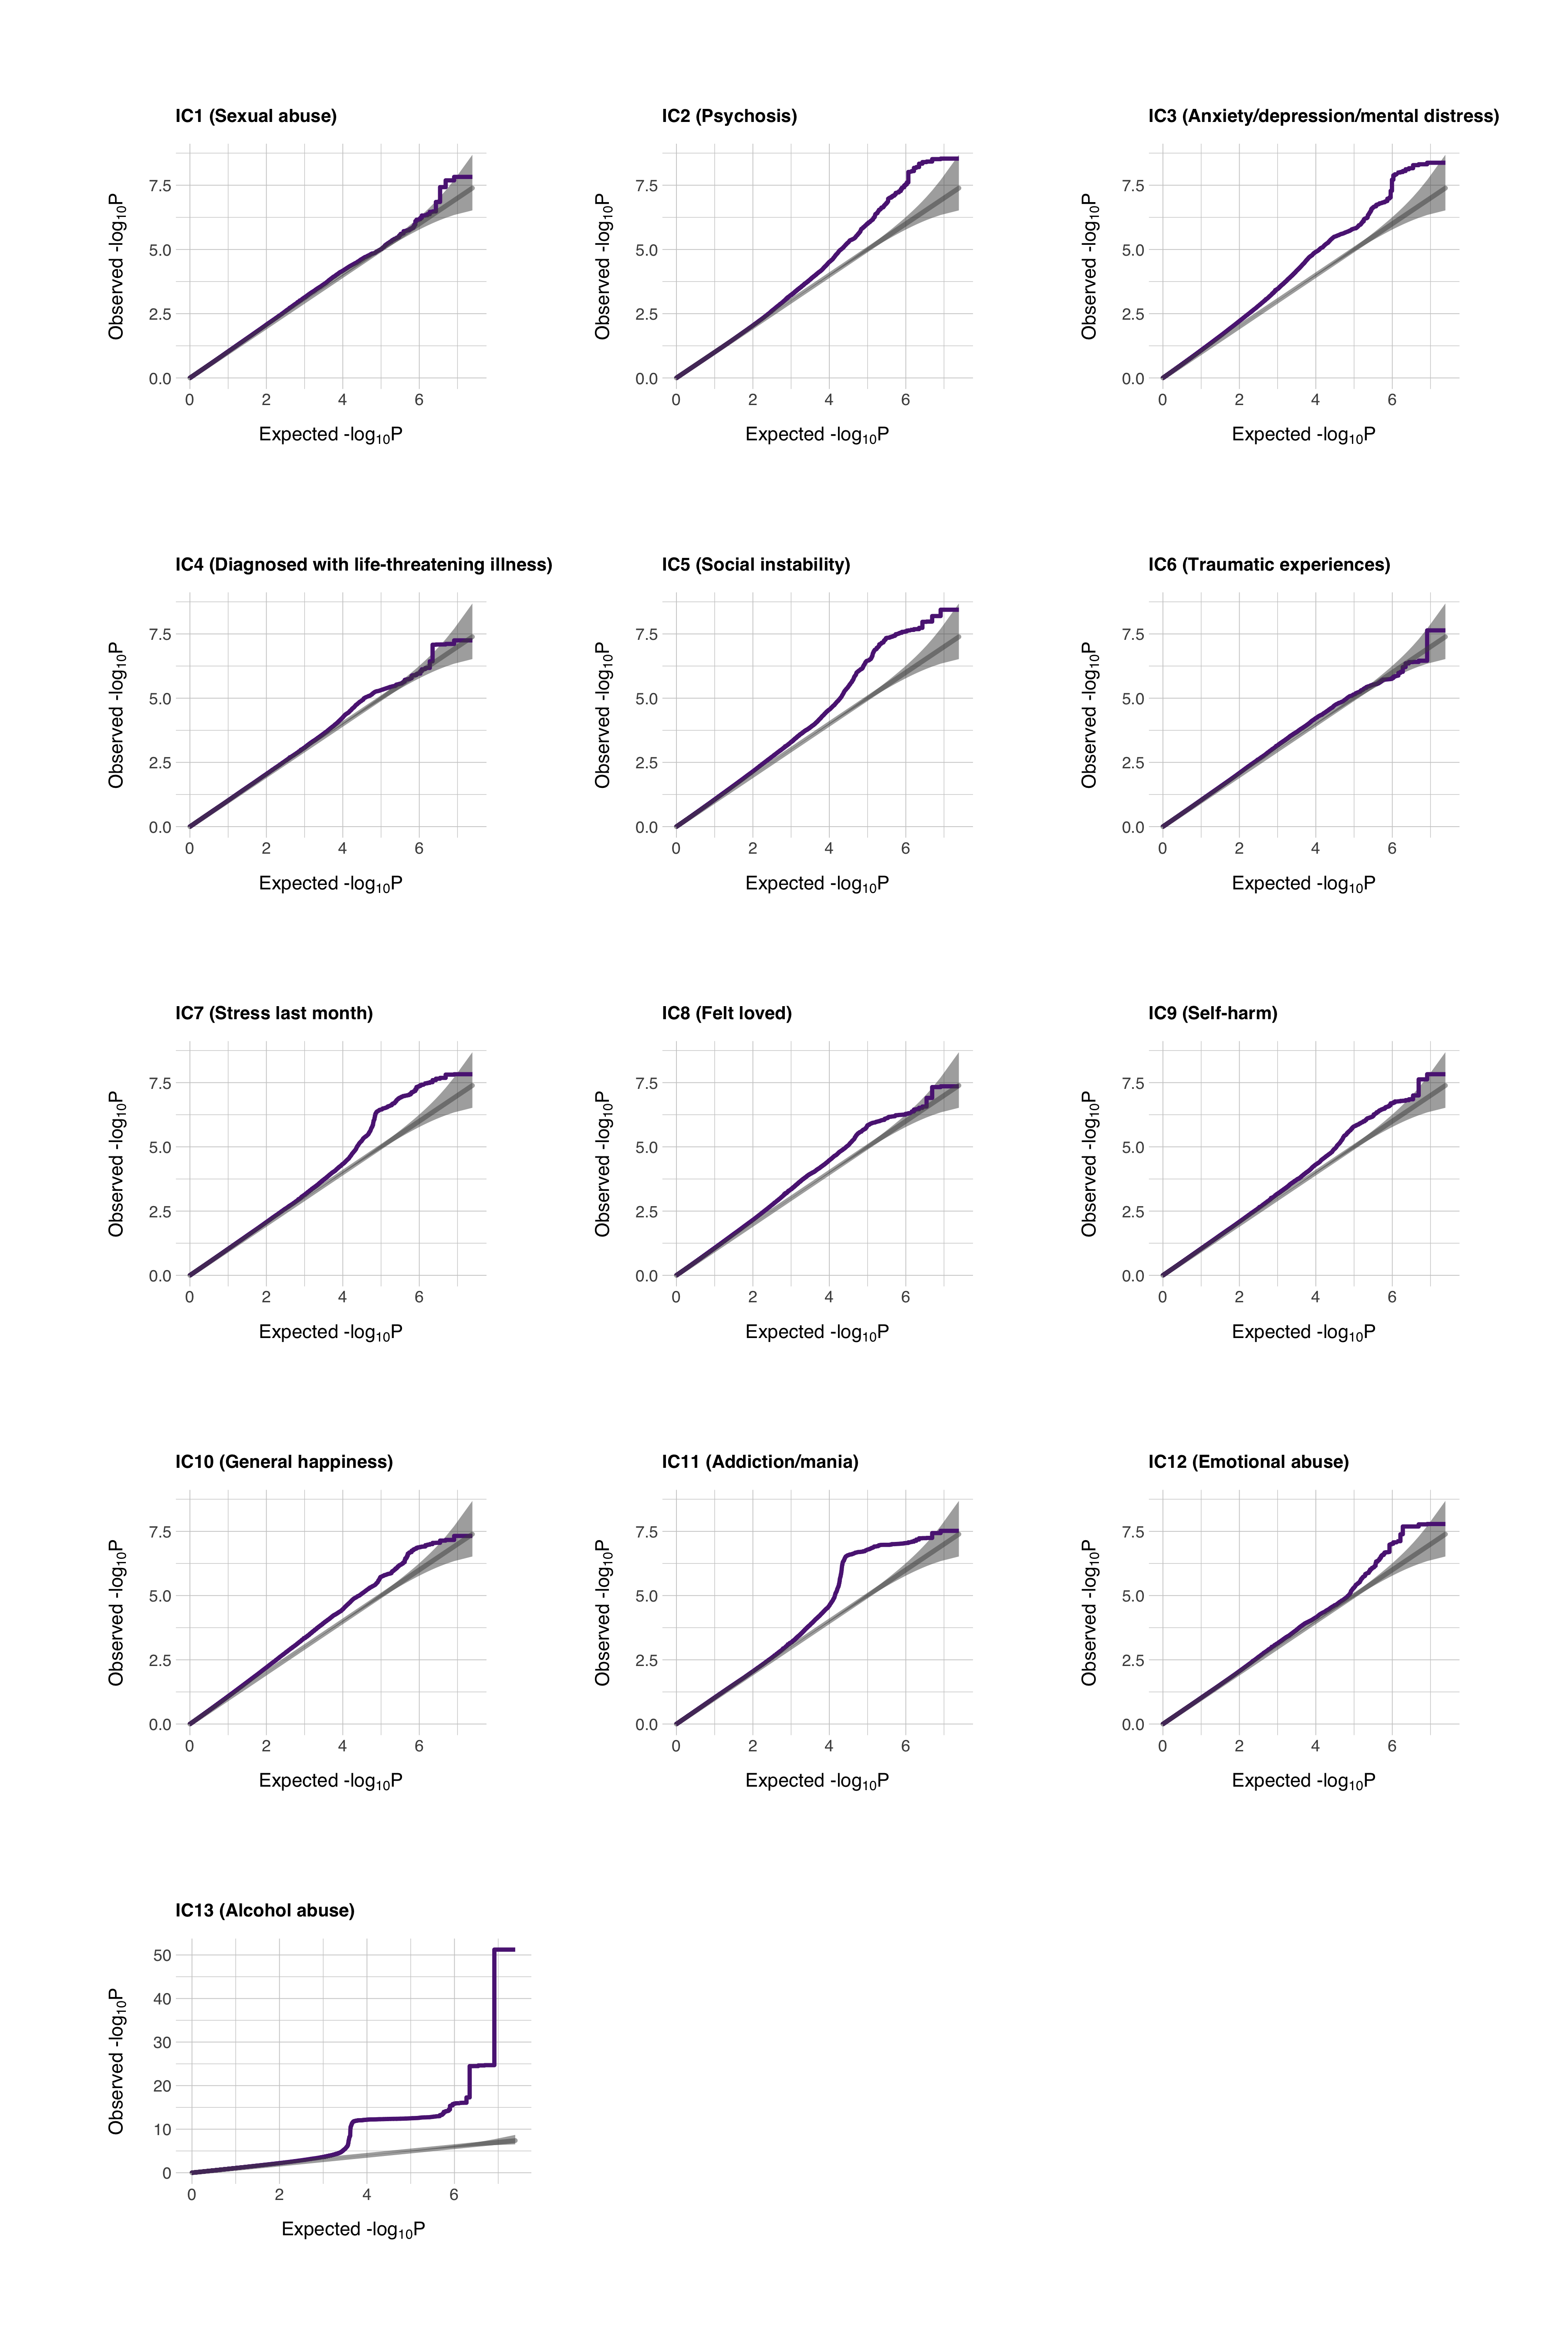 IC1 (Sexual abuse)
Observed -log₁₀P
7.5
5.0
2.5
0.0
0 2 4 6
Expected -log₁₀P
IC2 (Psychosis)
Observed -log₁₀P
7.5
5.0
2.5
0.0
0 2 4 6
Expected -log₁₀P
IC3 (Anxiety/depression/mental distress)
Observed -log₁₀P
7.5
5.0
2.5
0.0
0 2 4 6
Expected -log₁₀P
IC4 (Diagnosed with life-threatening illness)
Observed -log₁₀P
7.5
5.0
2.5
0.0
0 2 4 6
Expected -log₁₀P
IC5 (Social instability)
Observed -log₁₀P
7.5
5.0
2.5
0.0
0 2 4 6
Expected -log₁₀P
IC6 (Traumatic experiences)
Observed -log₁₀P
7.5
5.0
2.5
0.0
0 2 4 6
Expected -log₁₀P
IC7 (Stress last month)
Observed -log₁₀P
7.5
5.0
2.5
0.0
0 2 4 6
Expected -log₁₀P
IC8 (Felt loved)
Observed -log₁₀P
7.5
5.0
2.5
0.0
0 2 4 6
Expected -log₁₀P
IC9 (Self-harm)
Observed -log₁₀P
7.5
5.0
2.5
0.0
0 2 4 6
Expected -log₁₀P
IC10 (General happiness)
Observed -log₁₀P
7.5
5.0
2.5
0.0
0 2 4 6
Expected -log₁₀P
IC11 (Addiction/mania)
Observed -log₁₀P
7.5
5.0
2.5
0.0
0 2 4 6
Expected -log₁₀P
IC12 (Emotional abuse)
Observed -log₁₀P
7.5
5.0
2.5
0.0
0 2 4 6
Expected -log₁₀P
IC13 (Alcohol abuse)
Observed -log₁₀P
50
40
30
20
10
0
0 2 4 6
Expected -log₁₀P